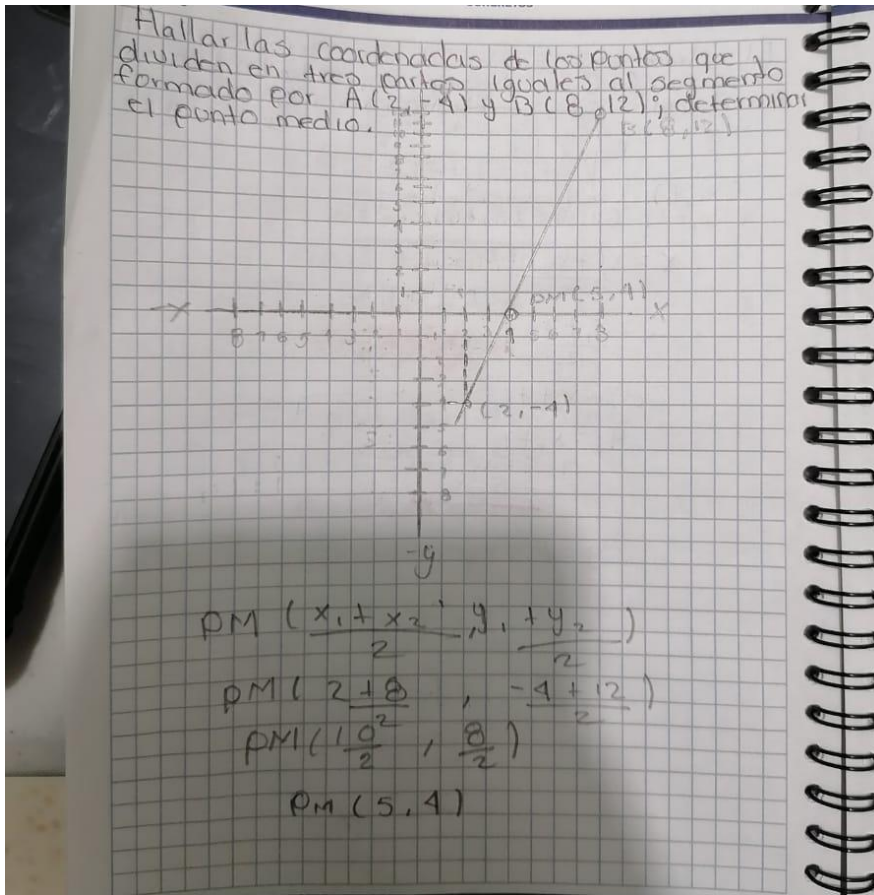 Hallar las coordenadas de los puntos que
dividen en tres partes iguales al segmento
formado por A(2,-4) y B(8,12); determinar
el punto medio.
B(8,12)
PM(5,4)
-x
x
(2,-4)
-y
PM ( x₁ + x₂ / 2 , y₁ + y₂ / 2 )
PM ( 2+8 / 2 , -4+12 / 2 )
PM ( 10 / 2 , 8 / 2 )
PM (5,4)